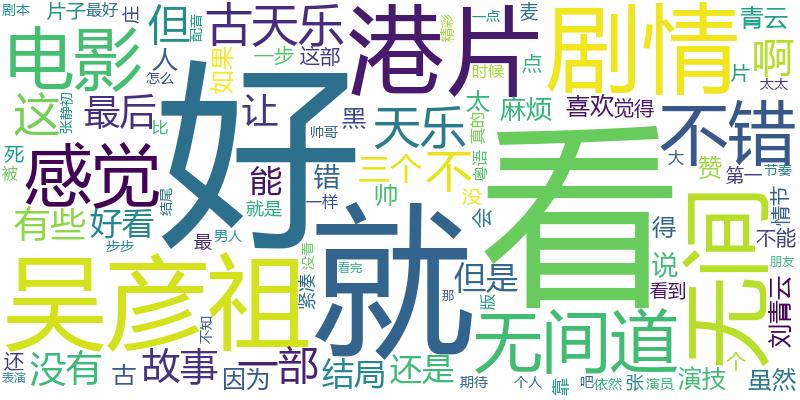 剧本
片子
最好
庄
但
配音
古天乐
港片
精彩
一点
麦
剧情
青云
啊
电影
人
怎么
如果
一步
这部
时候
点
片
太太
这
张静初
最后
比
让
帅哥
黑
天乐
太
真的
麻烦
喜欢
觉得
不错
死
被
感觉
好
能
错
三个
不
没
粤语
看
大
赞
第一
节奏
有些
好看
结尾
就是
一样
帅
会
无间
情节
步步
最
男人
就
得
不能
吴彦祖
没看
紧凑
看完
但是
那
版
说
看到
朋友
刘青云
不知
无间道
还
表演
没有
古
故事
因为
一部
结局
还是
期待
个人
靠
吧
依然
张
演员
演技
个
虽然